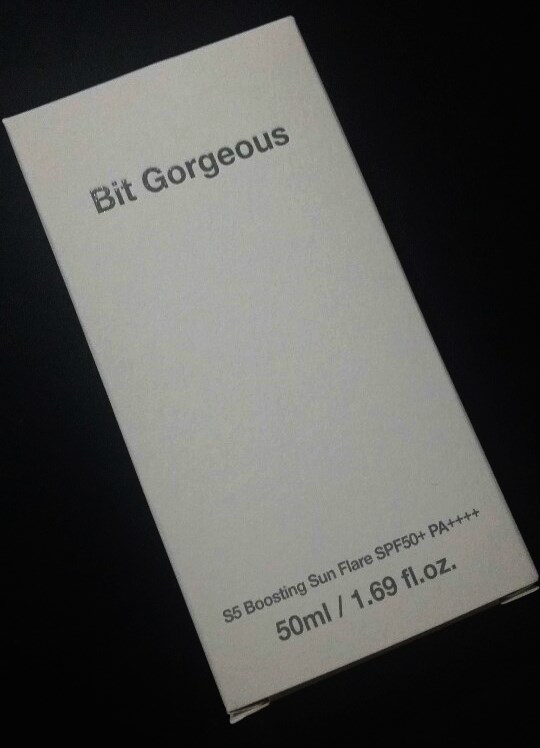 Bit Gorgeous
S5 Boosting Sun Flare SPF50+ PA++++
50ml / 1.69 fl.oz.